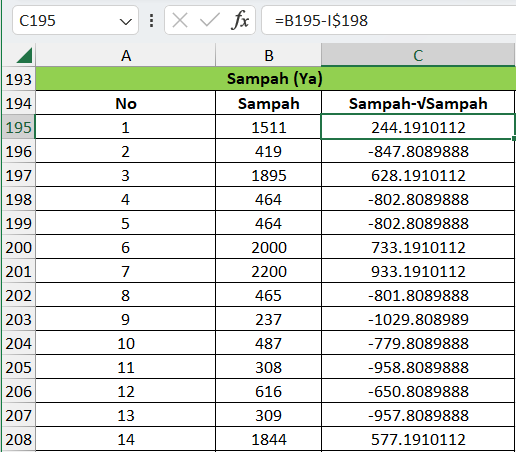 C195 fx =B195-I$198
A B C
193 Sampah (Ya)
194 No Sampah Sampah-√Sampah
195 1 1511 244.1910112
196 2 419 -847.8089888
197 3 1895 628.1910112
198 4 464 -802.8089888
199 5 464 -802.8089888
200 6 2000 733.1910112
201 7 2200 933.1910112
202 8 465 -801.8089888
203 9 237 -1029.808989
204 10 487 -779.8089888
205 11 308 -958.8089888
206 12 616 -650.8089888
207 13 309 -957.8089888
208 14 1844 577.1910112